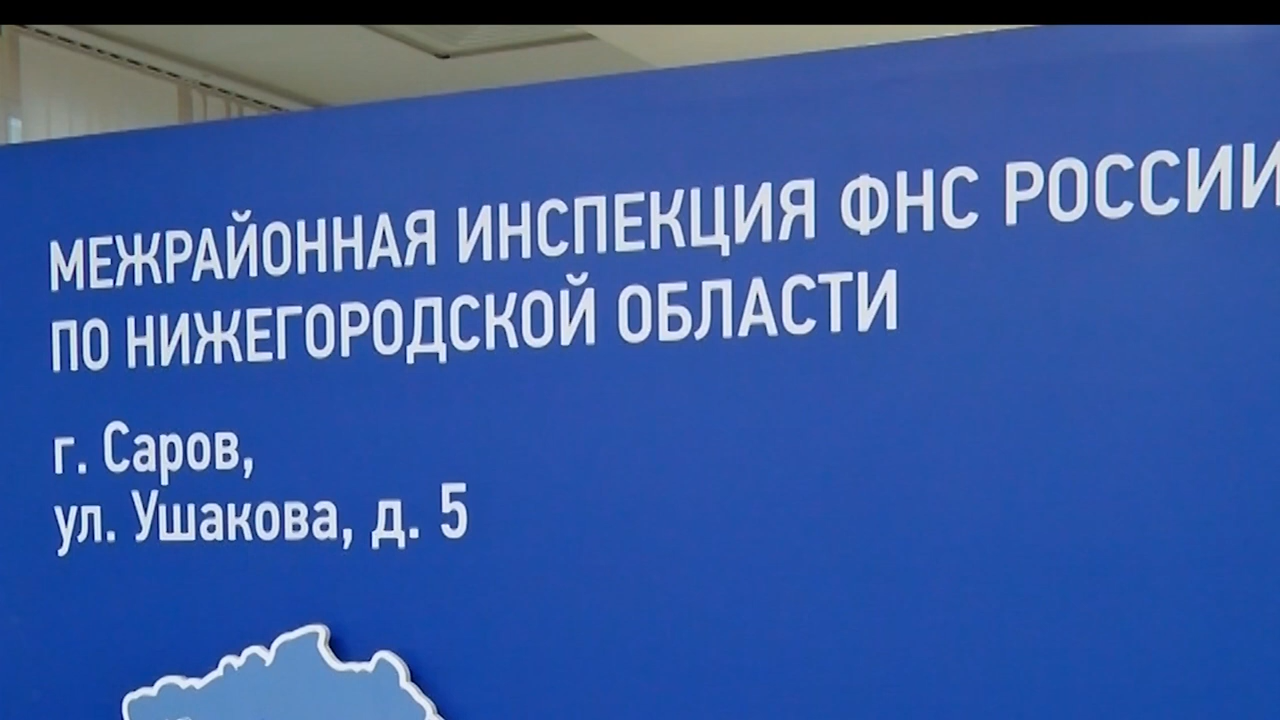 МЕЖРАЙОННАЯ ИНСПЕКЦИЯ ФНС РОССИИ
ПО НИЖЕГОРОДСКОЙ ОБЛАСТИ
г. Саров,
ул. Ушакова, д. 5